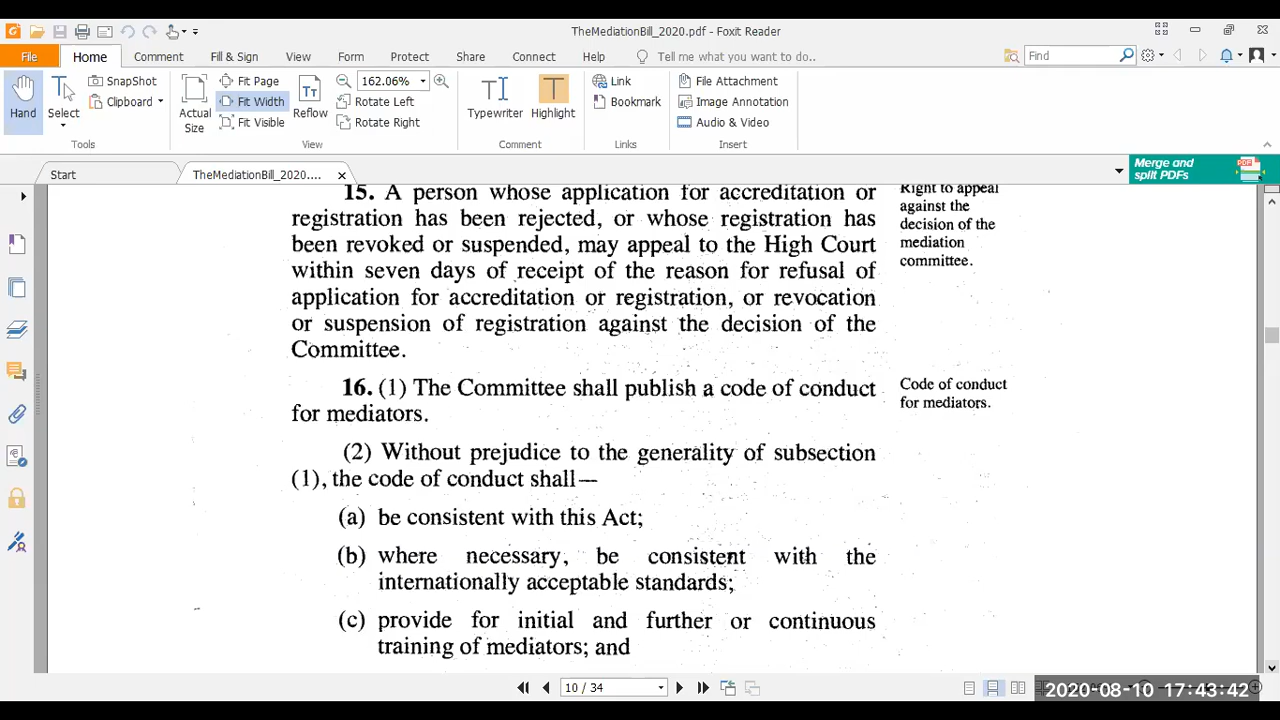 TheMediationBill_2020.pdf - Foxit Reader
File Home Comment Fill & Sign View Form Protect Share Connect Help Tell me what you want to do.. Find
SnapShot Fit Page 162.06% Link File Attachment
Clipboard Fit Width Rotate Left Bookmark Image Annotation
Fit Visible Rotate Right Audio & Video
Hand Select Actual Size Reflow Typewriter Highlight
Tools View Comment Links Insert
Start TheMediationBill_2020.... Merge and split PDFs
15. A person whose application for accreditation or
registration has been rejected, or whose registration has
been revoked or suspended, may appeal to the High Court
within seven days of receipt of the reason for refusal of
application for accreditation or registration, or revocation
or suspension of registration against the decision of the
Committee.
Right to appeal
against the
decision of the
mediation
committee.
16. (1) The Committee shall publish a code of conduct
for mediators.
Code of conduct
for mediators.
(2) Without prejudice to the generality of subsection
(1), the code of conduct shall—
(a) be consistent with this Act;
(b) where necessary, be consistent with the
internationally acceptable standards;
(c) provide for initial and further or continuous
training of mediators; and
10 / 34
2020-08-10 17:43:42